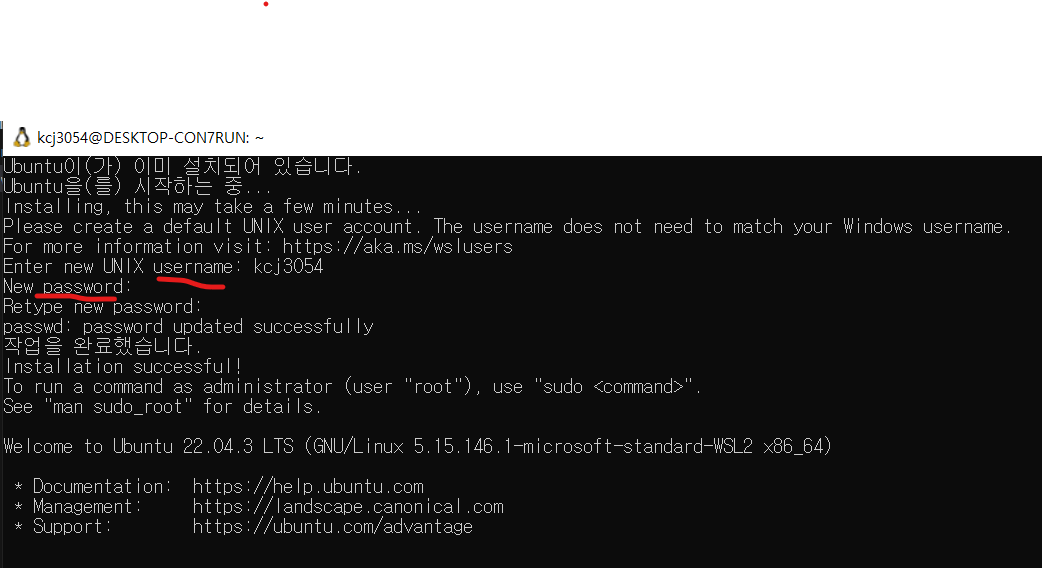 kcj3054@DESKTOP-CON7RUN: ~
Ubuntu이(가) 이미 설치되어 있습니다.
Ubuntu을(를) 시작하는 중...
Installing, this may take a few minutes...
Please create a default UNIX user account. The username does not need to match your Windows username.
For more information visit: https://aka.ms/wslusers
Enter new UNIX username: kcj3054
New password:
Retype new password:
passwd: password updated successfully
작업을 완료했습니다.
Installation successful!
To run a command as administrator (user "root"), use "sudo <command>".
See "man sudo_root" for details.
Welcome to Ubuntu 22.04.3 LTS (GNU/Linux 5.15.146.1-microsoft-standard-WSL2 x86_64)
* Documentation: https://help.ubuntu.com
* Management: https://landscape.canonical.com
* Support: https://ubuntu.com/advantage